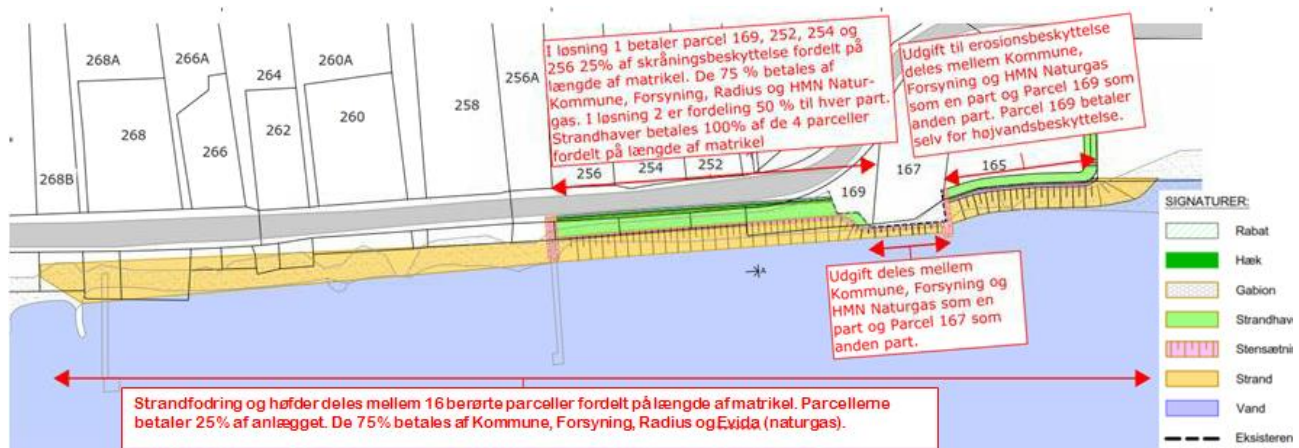 I løsning 1 betaler parcel 169, 252, 254 og
256 25% af skråningsbeskyttelse fordelt på
længde af matrikel. De 75 % betales af
Kommune, Forsyning, Radius og HMN Natur-
gas. I løsning 2 er fordeling 50 % til hver part.
Strandhaver betales 100% af de 4 parceller
fordelt på længde af matrikel
Udgift til erosionsbeskyttelse
deles mellem Kommune,
Forsyning og HMN Naturgas
som en part og Parcel 169 som
anden part. Parcel 169 betaler
selv for højvandsbeskyttelse.
268A
266A
264
260A
256A
258
268
266
262
260
268B
256
254
252
169
167
165
Udgift deles mellem
Kommune, Forsyning og
HMN Naturgas som en
part og Parcel 167 som
anden part.
A
Strandfodring og høfder deles mellem 16 berørte parceller fordelt på længde af matrikel. Parcellerne
betaler 25% af anlægget. De 75% betales af Kommune, Forsyning, Radius og Evida (naturgas).
SIGNATURER:
Rabat
Hæk
Gabion
Strandhave
Stensætnin
Strand
Vand
Eksisteren